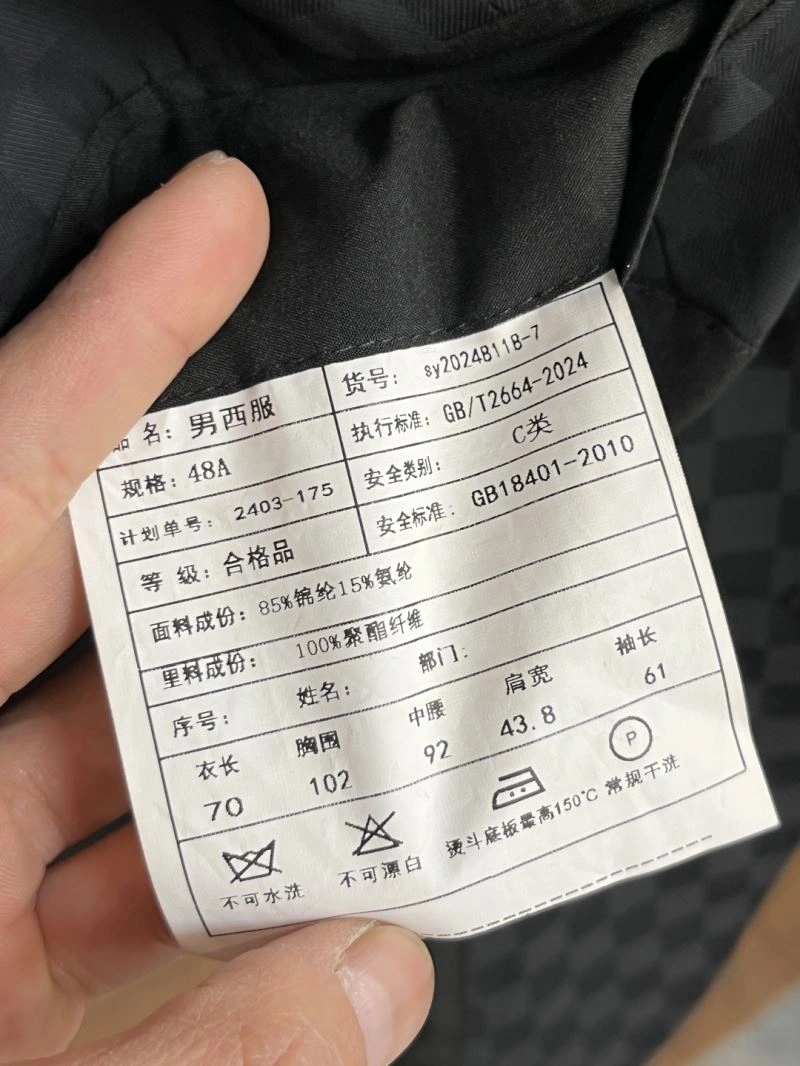 品 名：男西服
货号：sy20248118-7
规格：48A
执行标准：GB/T2664-2024
计划单号：2403-175
安全类别：C类
等 级：合格品
安全标准：GB18401-2010
面料成份：85%锦纶15%氨纶
里料成份：100%聚酯纤维
序号： 姓名： 部门：
衣长 胸围 中腰 肩宽 袖长
70 102 92 43.8 61
P
不可水洗 不可漂白 烫斗底板最高150℃ 常规干洗